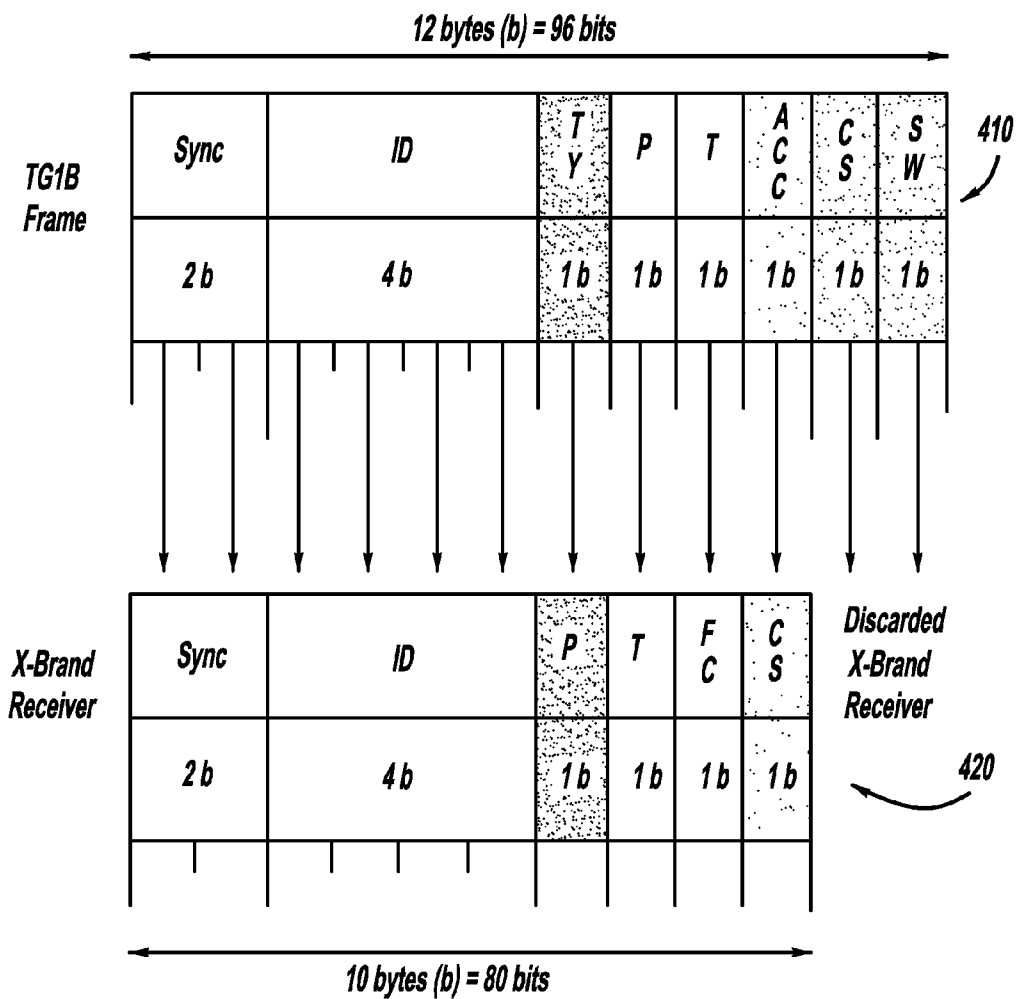 12 bytes (b) = 96 bits
TG1B
Frame
Sync
ID
T
Y
P
T
A
C
C
C
S
S
W
410
2 b
4 b
1 b
1 b
1 b
1 b
1 b
1 b
X-Brand
Receiver
Sync
ID
P
T
F
C
C
S
Discarded
X-Brand
Receiver
2 b
4 b
1 b
1 b
1 b
1 b
420
10 bytes (b) = 80 bits